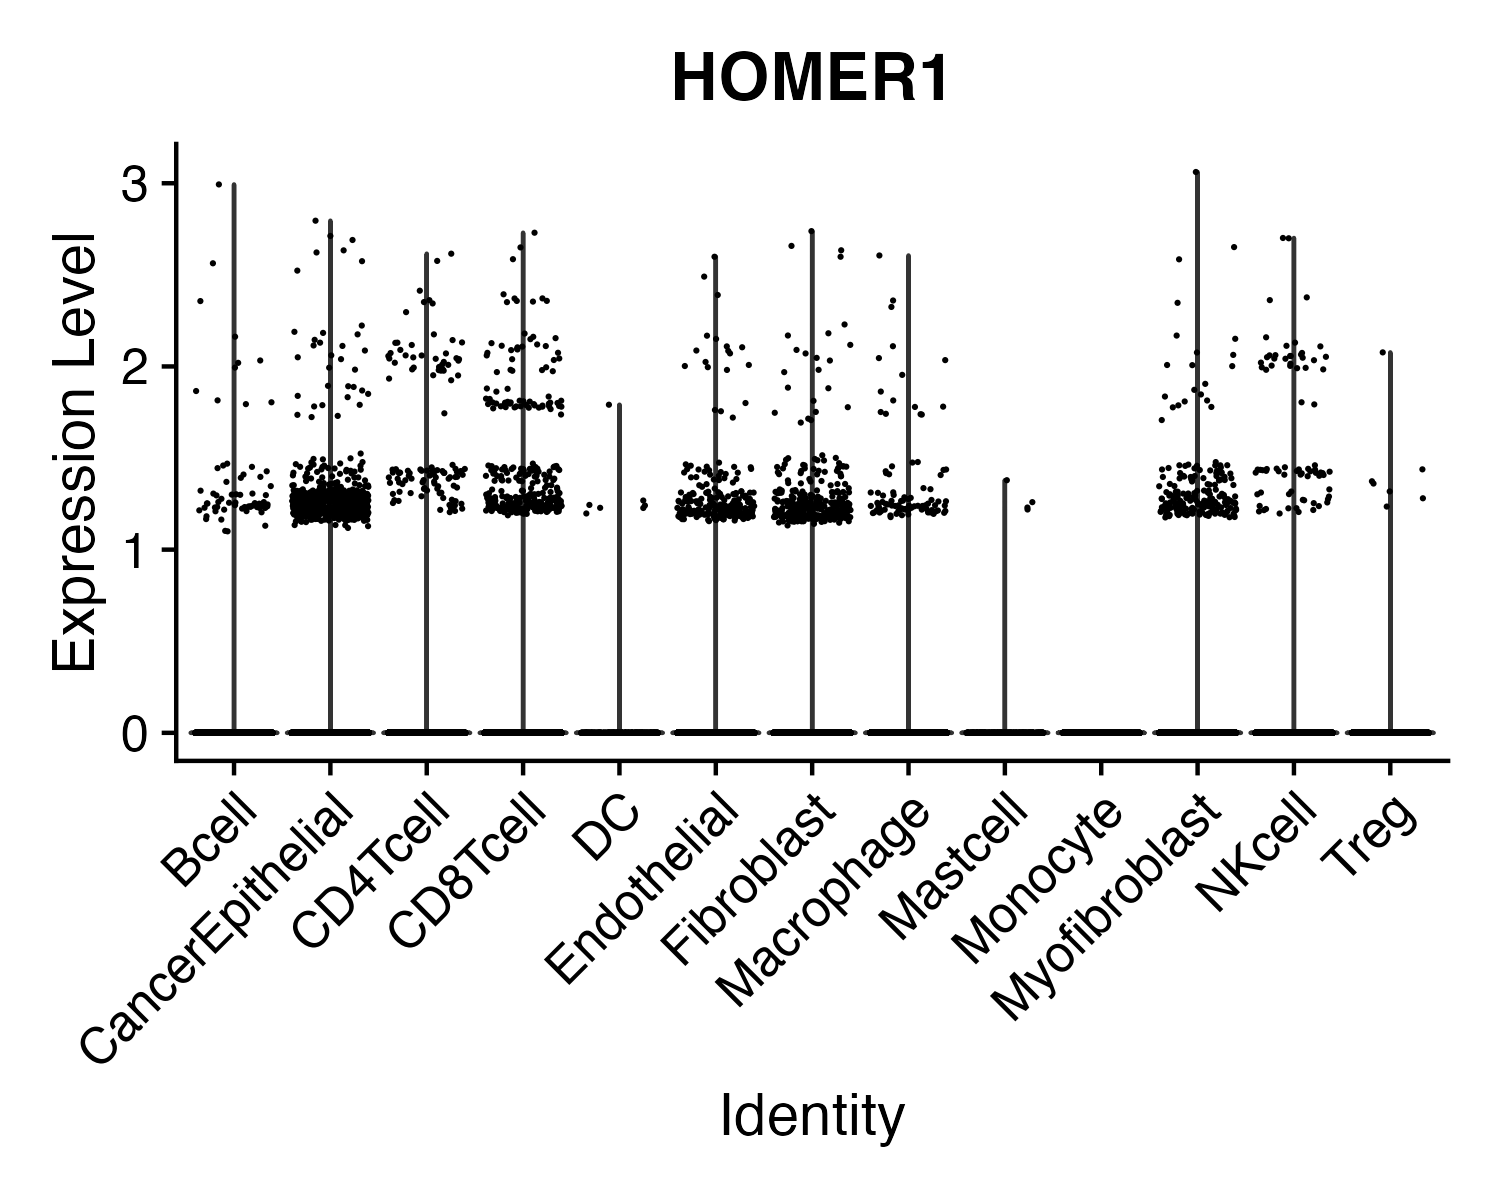 HOMER1
Expression Level
3
2
1
0
Bcell
CancerEpithelial
CD4Tcell
CD8Tcell
DC
Endothelial
Fibroblast
Macrophage
Mastcell
Monocyte
Myofibroblast
NKcell
Treg
Identity